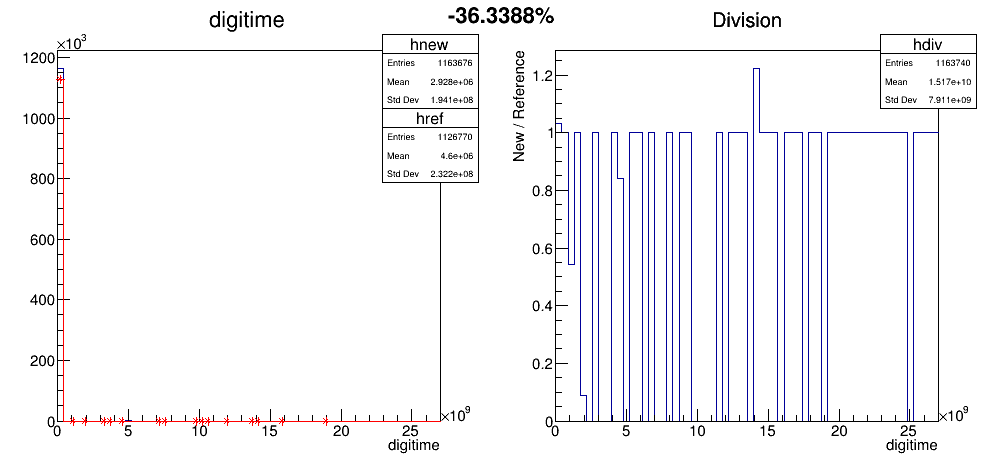 -36.3388%
digitime
×10³
hnew
Entries 1163676
Mean 2.928e+06
Std Dev 1.941e+08
href
Entries 1126770
Mean 4.6e+06
Std Dev 2.322e+08
1200
1000
800
600
400
200
0
0 5 10 15 20 25
×10⁹
digitime
Division
hdiv
Entries 1163740
Mean 1.517e+10
Std Dev 7.911e+09
New / Reference
1.2
1
0.8
0.6
0.4
0.2
0
0 5 10 15 20 25
×10⁹
digitime